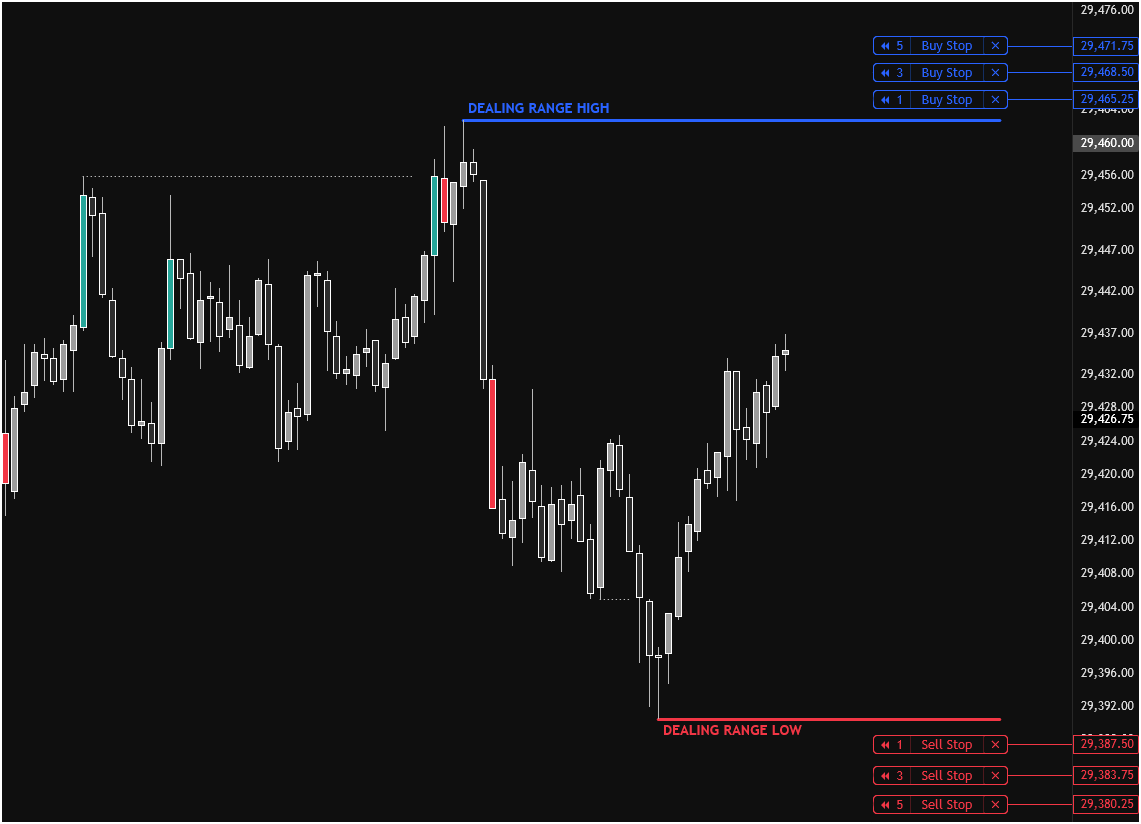 29,476.00
5 Buy Stop × 29,471.75
3 Buy Stop × 29,468.50
1 Buy Stop × 29,465.25
DEALING RANGE HIGH
29,460.00
29,456.00
29,452.00
29,447.00
29,442.00
29,437.00
29,432.00
29,428.00
29,426.75
29,424.00
29,420.00
29,416.00
29,412.00
29,408.00
29,404.00
29,400.00
29,396.00
29,392.00
DEALING RANGE LOW
1 Sell Stop × 29,387.50
3 Sell Stop × 29,383.75
5 Sell Stop × 29,380.25